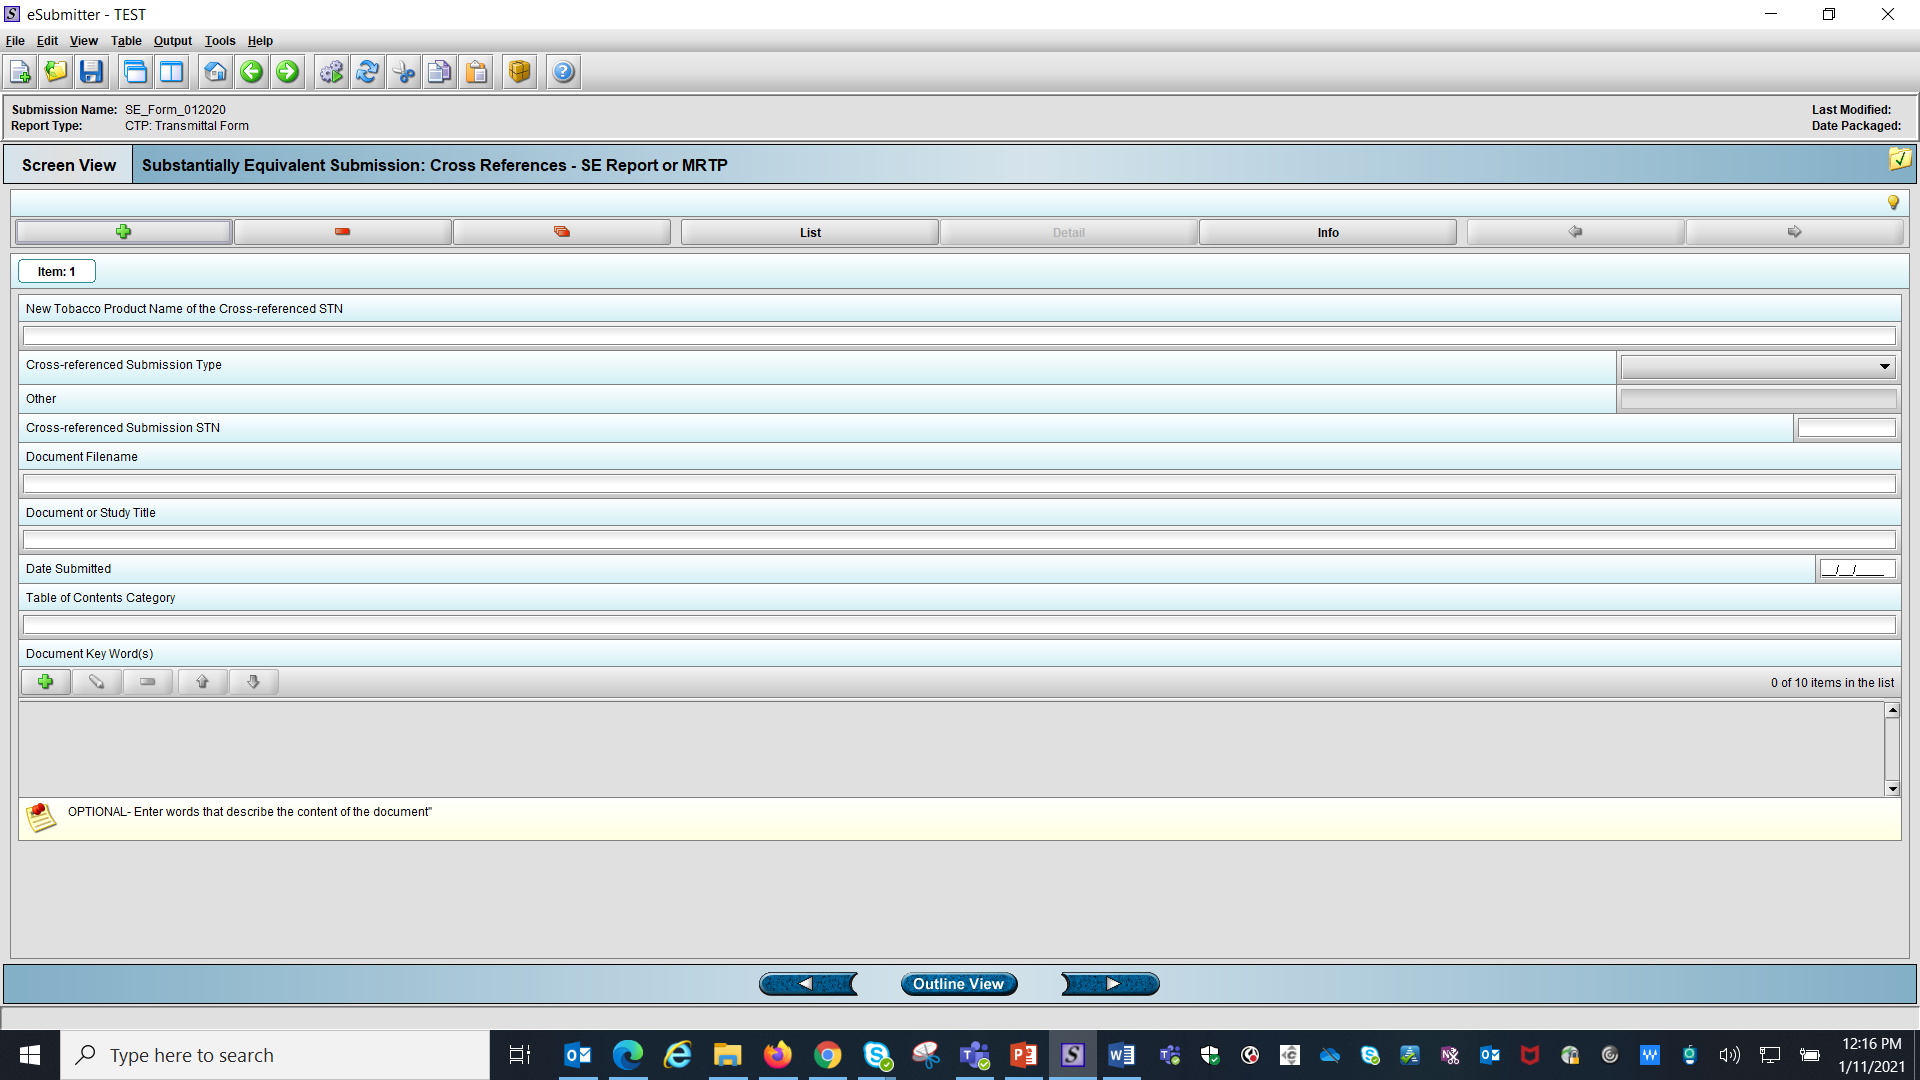 eSubmitter - TEST
File Edit View Table Output Tools Help
Submission Name: SE_Form_012020
Report Type: CTP: Transmittal Form
Last Modified:
Date Packaged:
Screen View
Substantially Equivalent Submission: Cross References - SE Report or MRTP
List Detail Info
Item: 1
New Tobacco Product Name of the Cross-referenced STN
Cross-referenced Submission Type
Other
Cross-referenced Submission STN
Document Filename
Document or Study Title
Date Submitted
__/__/____
Table of Contents Category
Document Key Word(s)
0 of 10 items in the list
OPTIONAL- Enter words that describe the content of the document"
Outline View
Type here to search
12:16 PM
1/11/2021